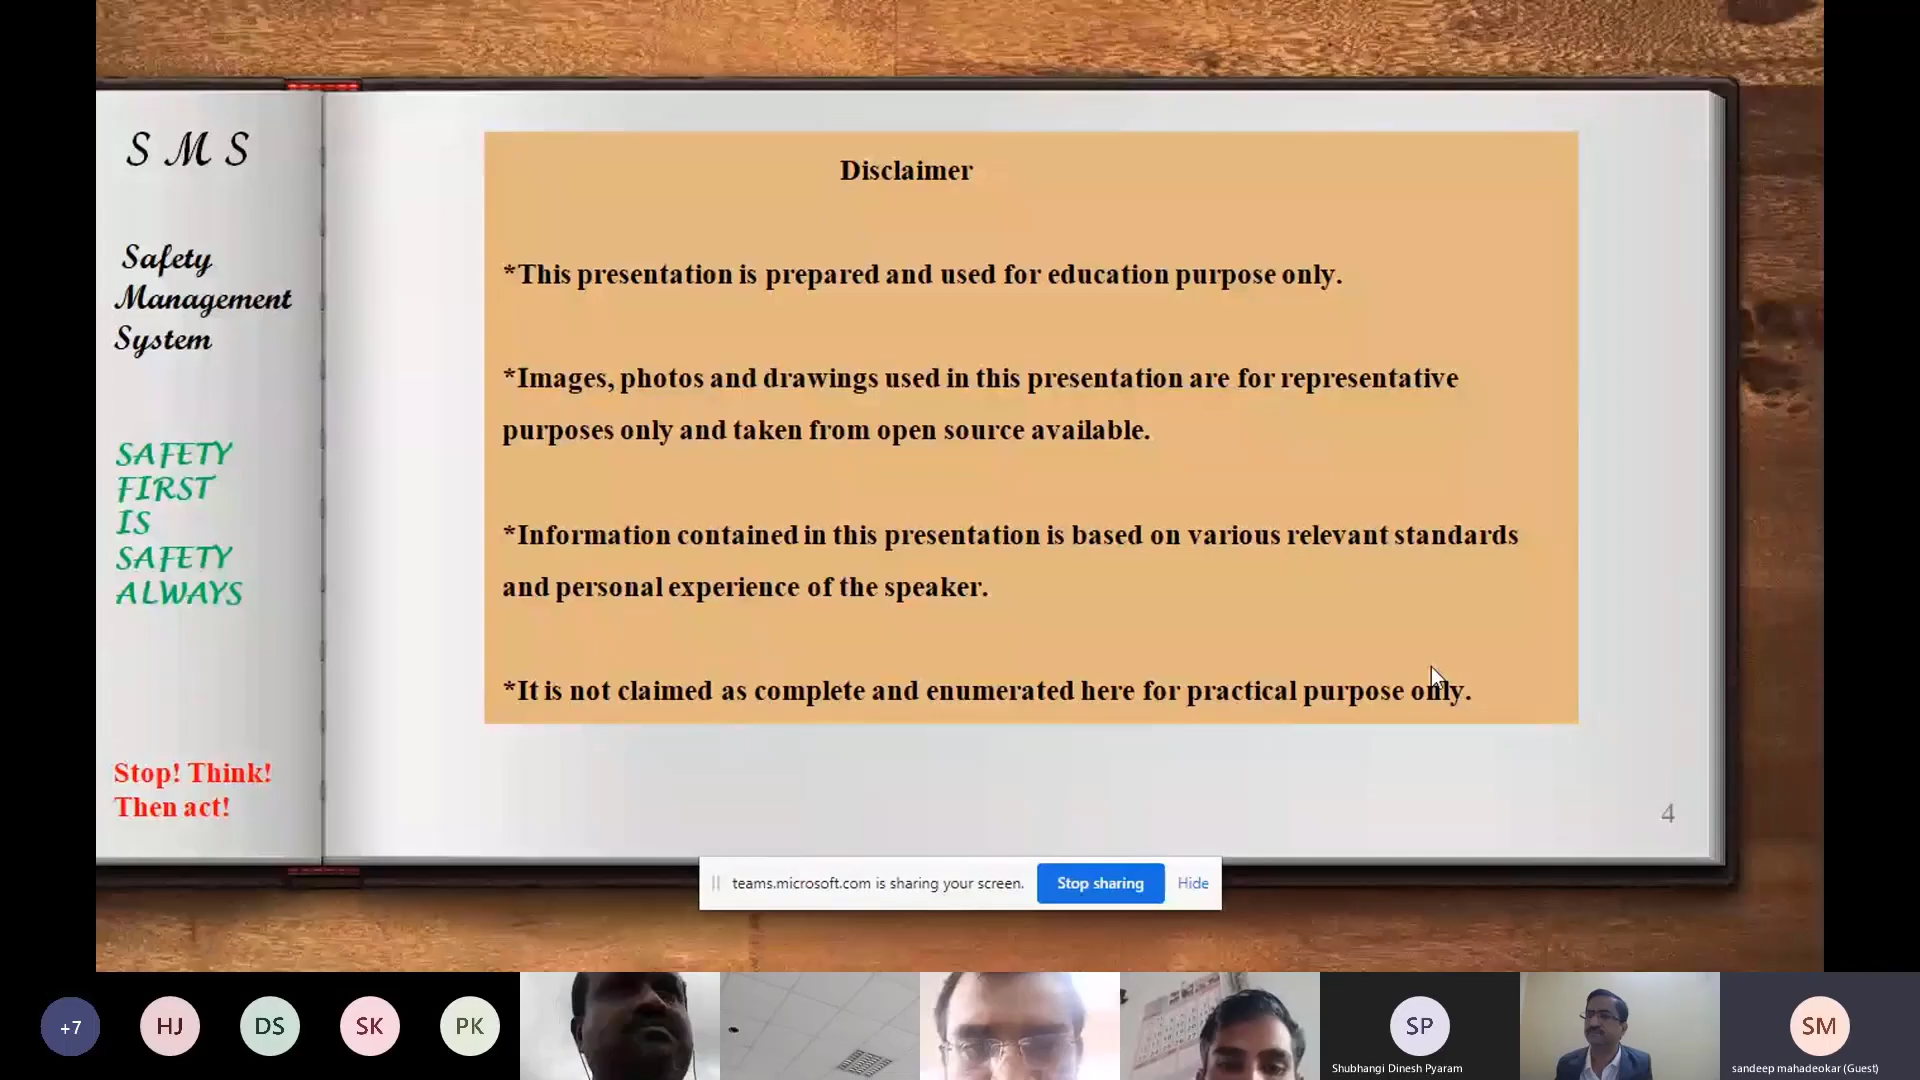 S M S
Safety
Management
System
SAFETY
FIRST
IS
SAFETY
ALWAYS
Stop! Think!
Then act!
Disclaimer
*This presentation is prepared and used for education purpose only.
*Images, photos and drawings used in this presentation are for representative
purposes only and taken from open source available.
*Information contained in this presentation is based on various relevant standards
and personal experience of the speaker.
*It is not claimed as complete and enumerated here for practical purpose only.
4
teams.microsoft.com is sharing your screen.
Stop sharing
Hide
+7
HJ
DS
SK
PK
SP
Shubhangi Dinesh Pyaram
SM
sandeep mahadeokar (Guest)